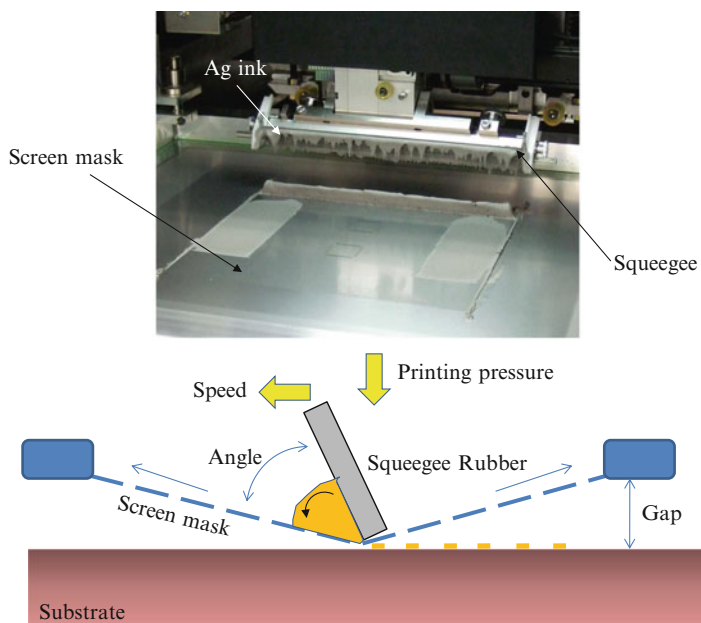 Ag ink
Screen mask
Squeegee
Printing pressure
Speed
Angle
Squeegee Rubber
Screen mask
Gap
Substrate